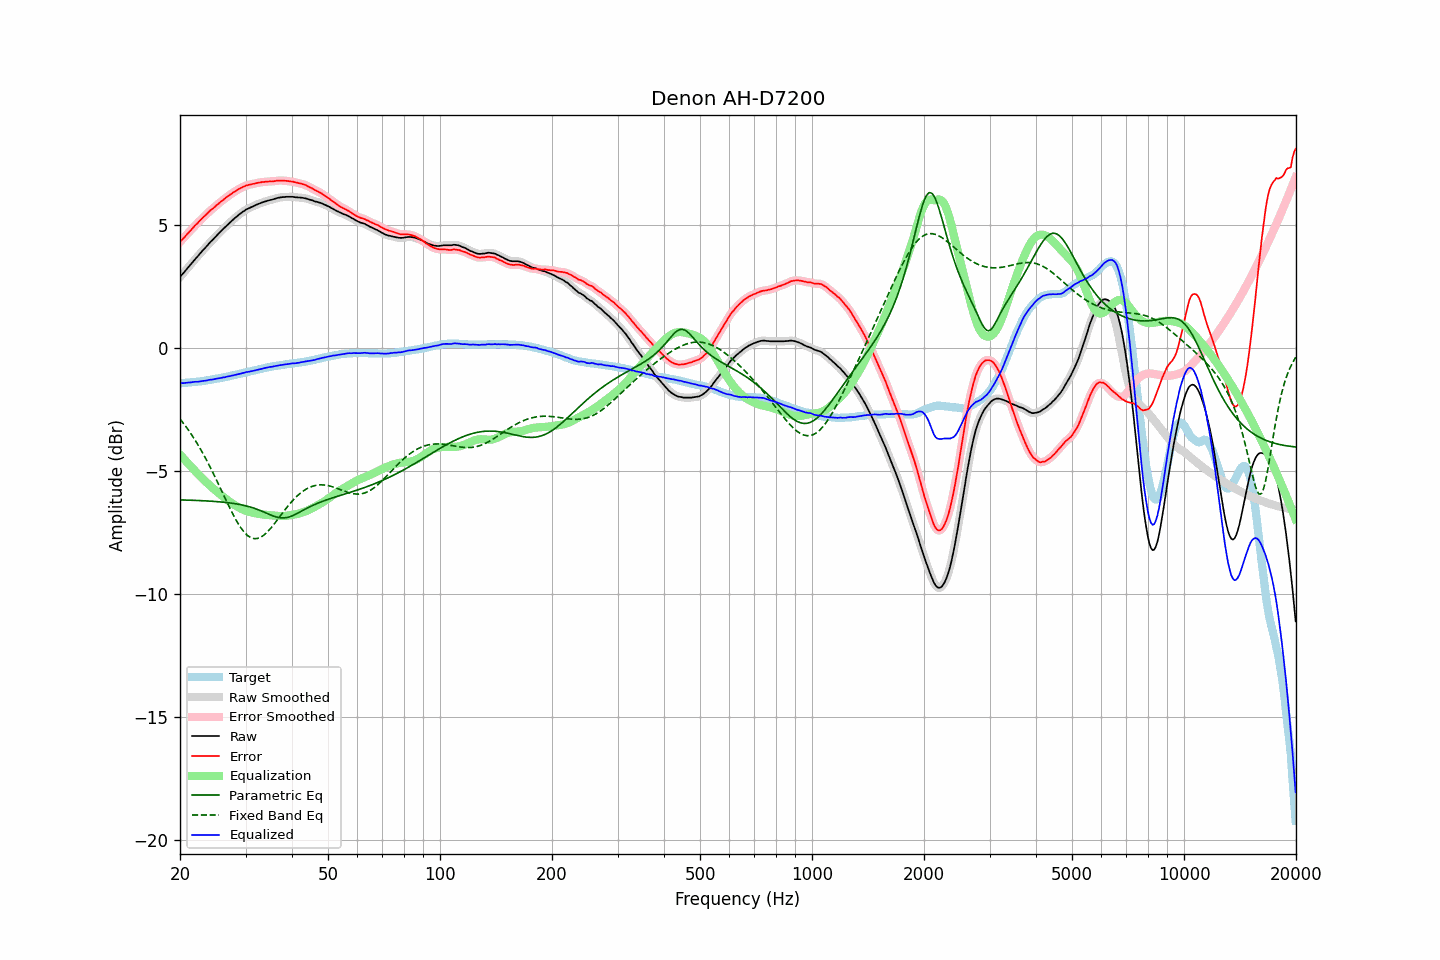 Denon AH-D7200
Amplitude (dBr)
5
0
−5
−10
−15
−20
Target
Raw Smoothed
Error Smoothed
Raw
Error
Equalization
Parametric Eq
Fixed Band Eq
Equalized
20 50 100 200 500 1000 2000 5000 10000 20000
Frequency (Hz)